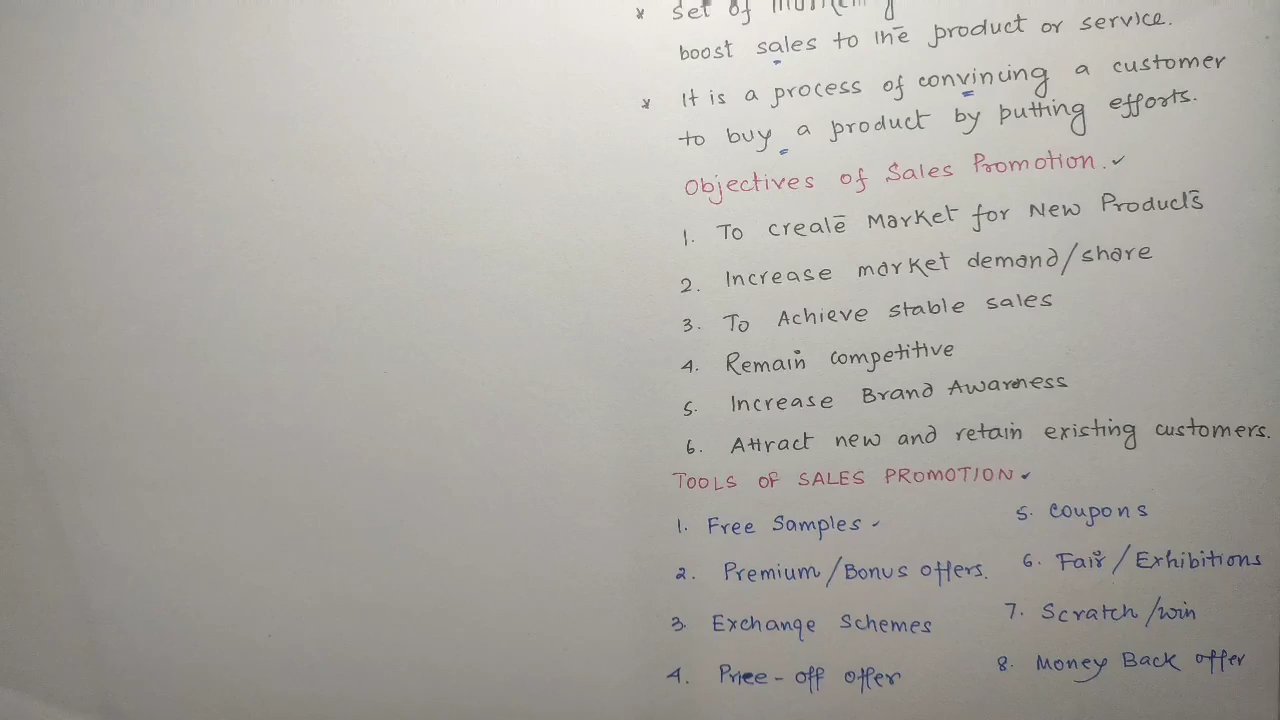 * Set of
boost sales to the product or service.
* It is a process of convincing a customer
to buy a product by putting efforts.
Objectives of Sales Promotion.
1. To create Market for New Products
2. Increase market demand/share
3. To Achieve stable sales
4. Remain competitive
5. Increase Brand Awareness
6. Attract new and retain existing customers.
TOOLS OF SALES PROMOTION
1. Free Samples
2. Premium/Bonus offers.
3. Exchange Schemes
4. Price-off offer
5. Coupons
6. Fair/Exhibitions
7. Scratch/win
8. Money Back offer